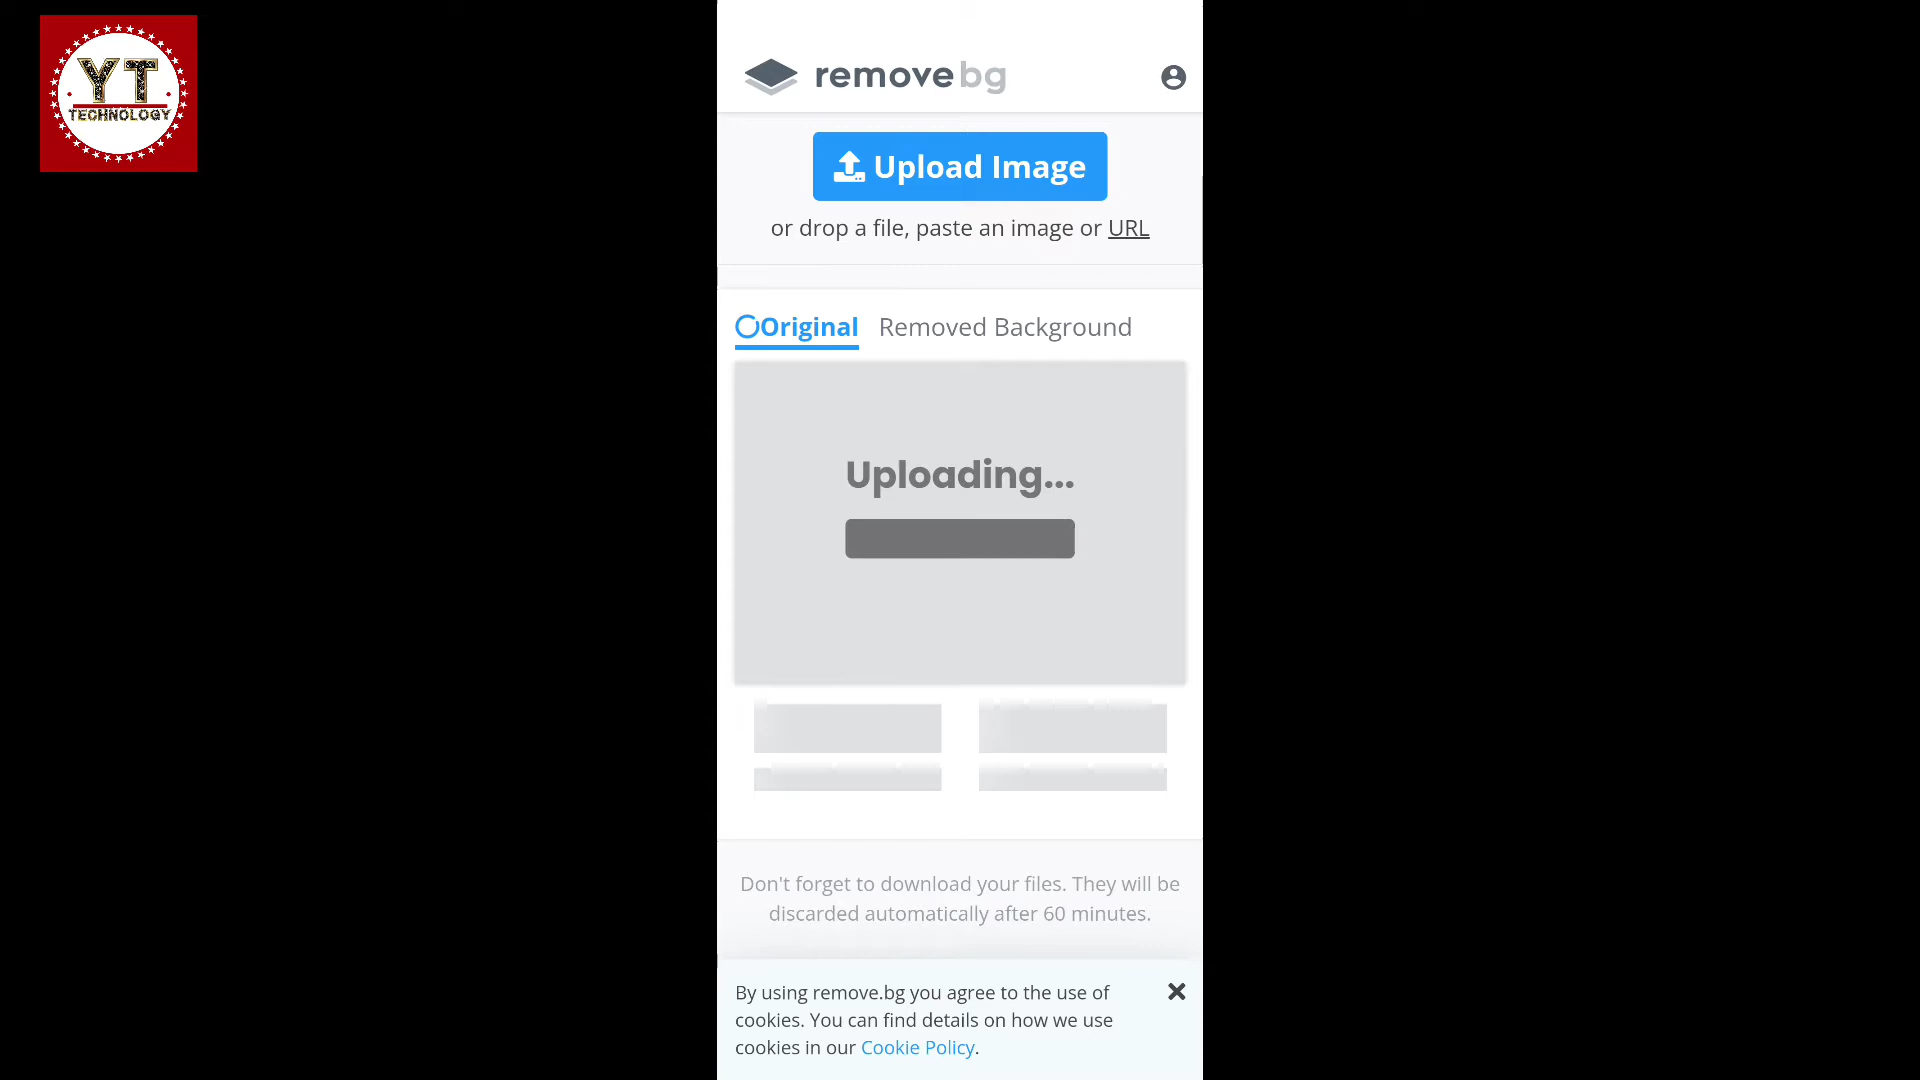 YT
TECHNOLOGY
removebg
Upload Image
or drop a file, paste an image or URL
Original Removed Background
Uploading...
Don't forget to download your files. They will be
discarded automatically after 60 minutes.
By using remove.bg you agree to the use of
cookies. You can find details on how we use
cookies in our Cookie Policy.